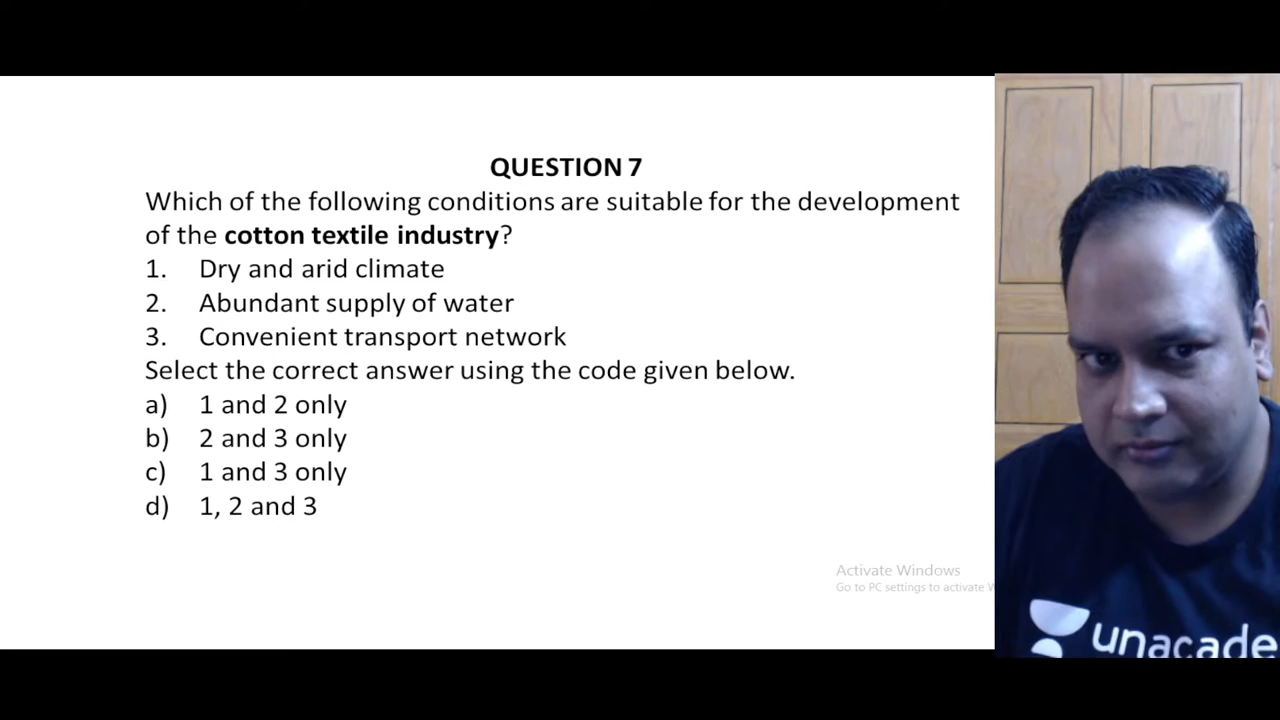 QUESTION 7
Which of the following conditions are suitable for the development
of the cotton textile industry?
1. Dry and arid climate
2. Abundant supply of water
3. Convenient transport network
Select the correct answer using the code given below.
a) 1 and 2 only
b) 2 and 3 only
c) 1 and 3 only
d) 1, 2 and 3
Activate Windows
Go to PC settings to activate W
unacade